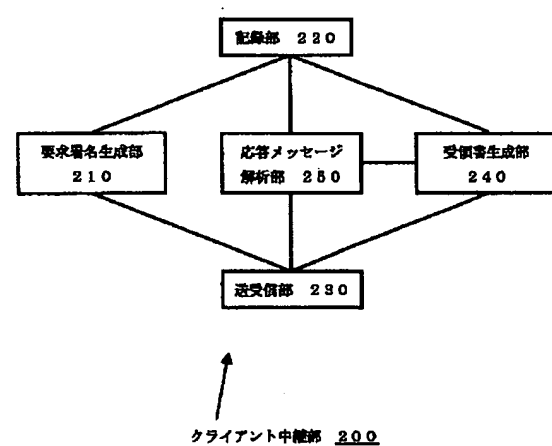 記録部 220
要求署名生成部
210
応答メッセージ
解析部 250
受領書生成部
240
送受信部 230
クライアント中継部 200